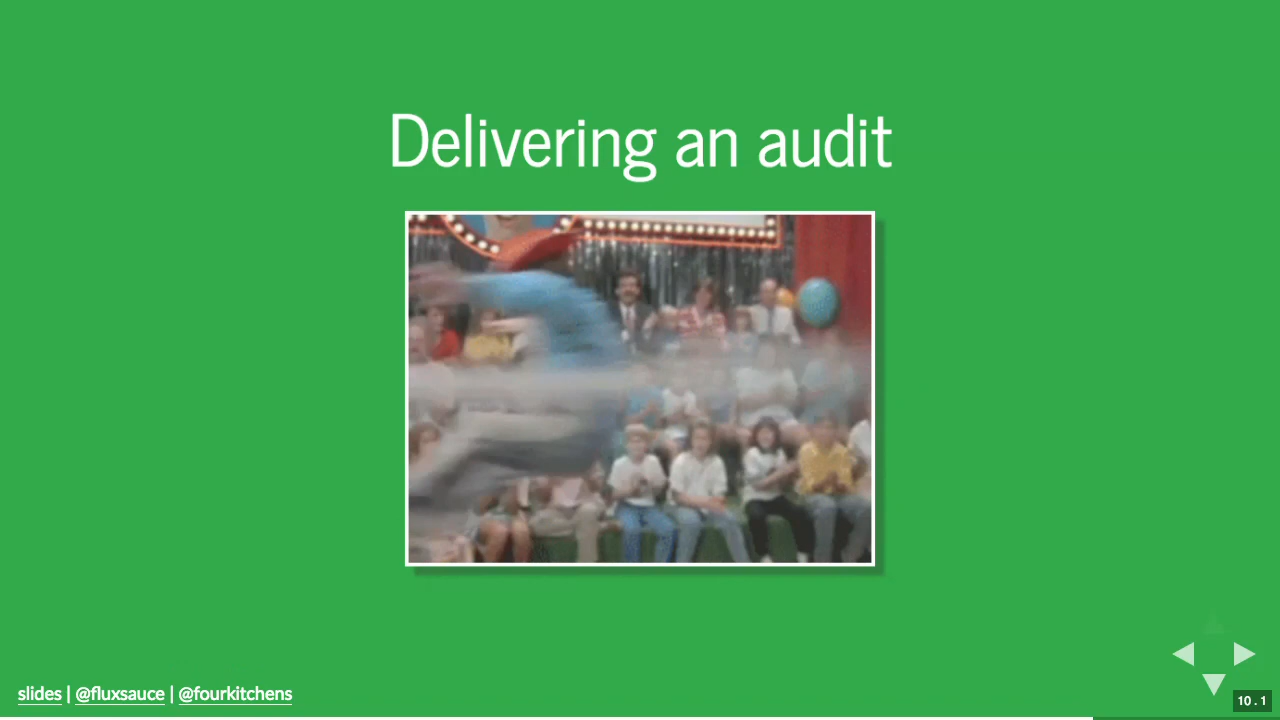 Delivering an audit
slides | @fluxsauce | @fourkitchens
10 . 1